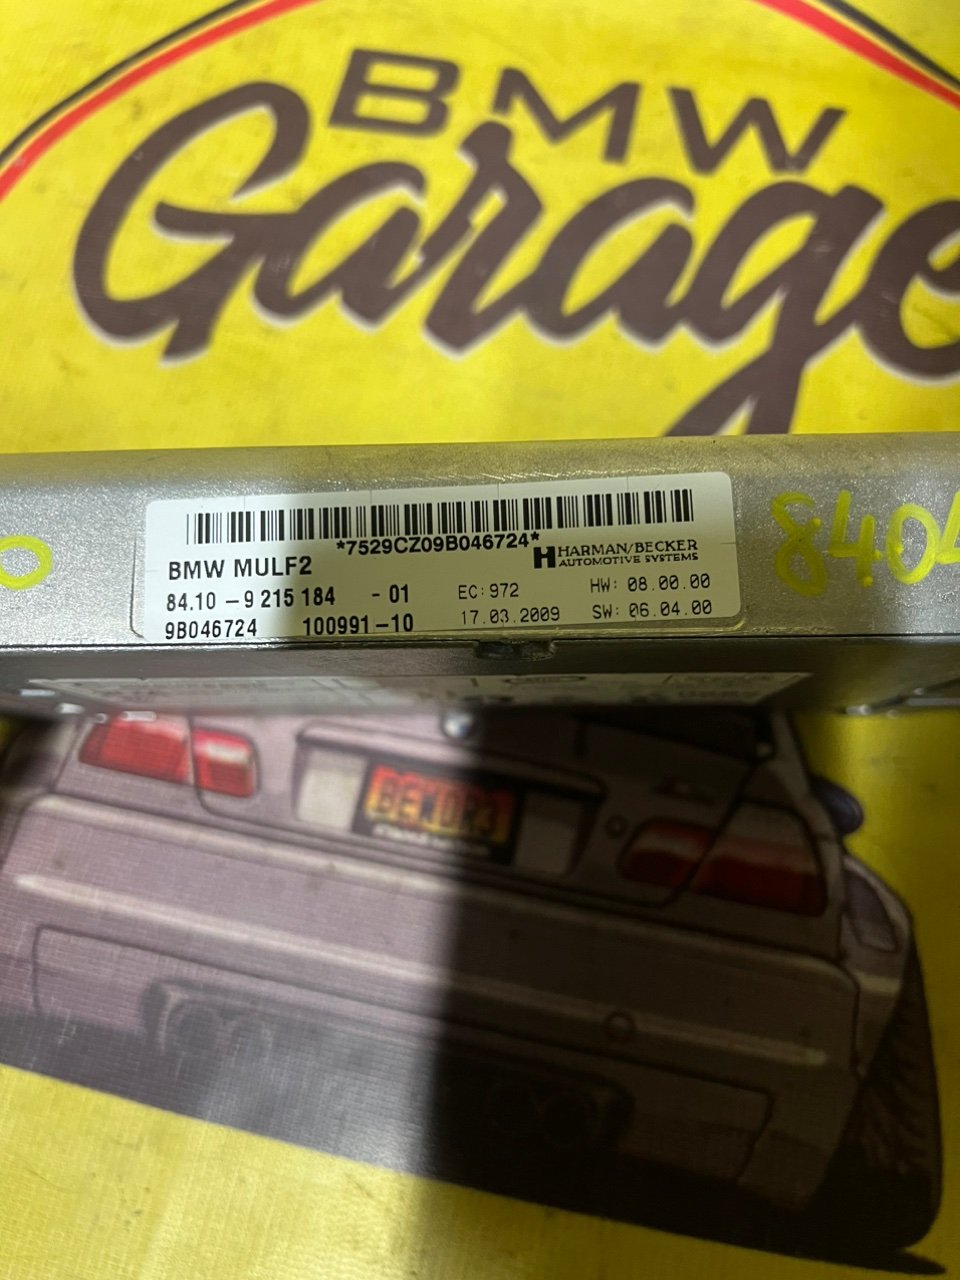 BMW
Garage
*7529CZ09B046724*
BMW MULF2
HARMAN/BECKER
AUTOMOTIVE SYSTEMS
84.10 – 9 215 184 - 01 EC: 972 HW: 08.00.00
9B046724 100991–10 17.03.2009 SW: 06.04.00
8404